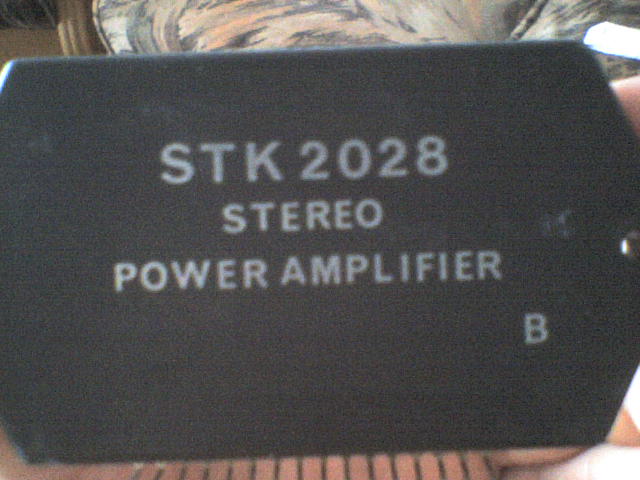 STK 2028
STEREO
POWER AMPLIFIER
B